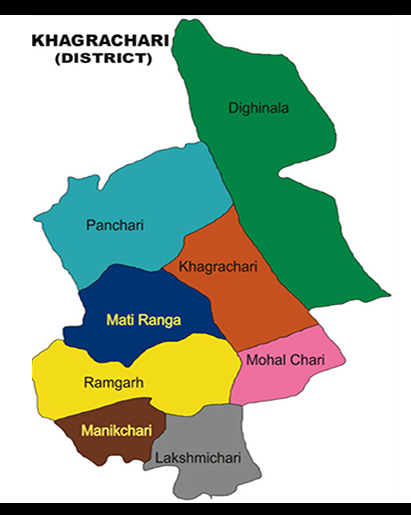 KHAGRACHARI
(DISTRICT)
Dighinala
Panchari
Khagrachari
Mati Ranga
Mohal Chari
Ramgarh
Manikchari
Lakshmichari